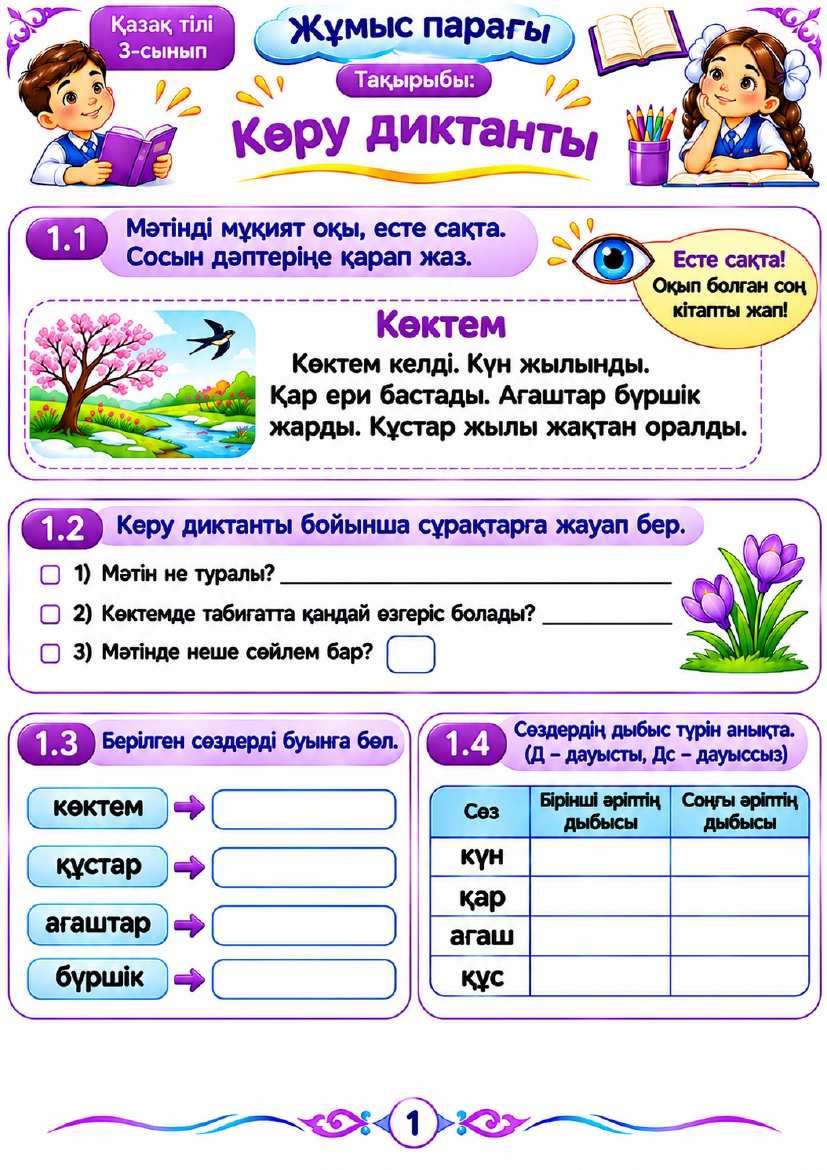 Қазақ тілі
3-сынып
Жұмыс парағы
Тақырыбы:
Көру диктанты
1.1
Мәтінді мұқият оқы, есте сақта.
Сосын дәптеріңе қарап жаз.
Есте сақта!
Оқып болған соң
кітапты жап!
Көктем
Көктем келді. Күн жылынды.
Қар ери бастады. Ағаштар бүршік
жарды. Құстар жылы жақтан оралды.
1.2 Көру диктанты бойынша сұрақтарға жауап бер.
1) Мәтін не туралы?
2) Көктемде табиғатта қандай өзгеріс болады?
3) Мәтінде неше сөйлем бар?
1.3 Берілген сөздерді буынға бөл.
көктем
құстар
ағаштар
бүршік
1.4
Сөздердің дыбыс түрін анықта.
(Д – дауысты, Дс – дауыссыз)
Сөз
Бірінші әріптің
дыбысы
Соңғы әріптің
дыбысы
күн
қар
ағаш
құс
1